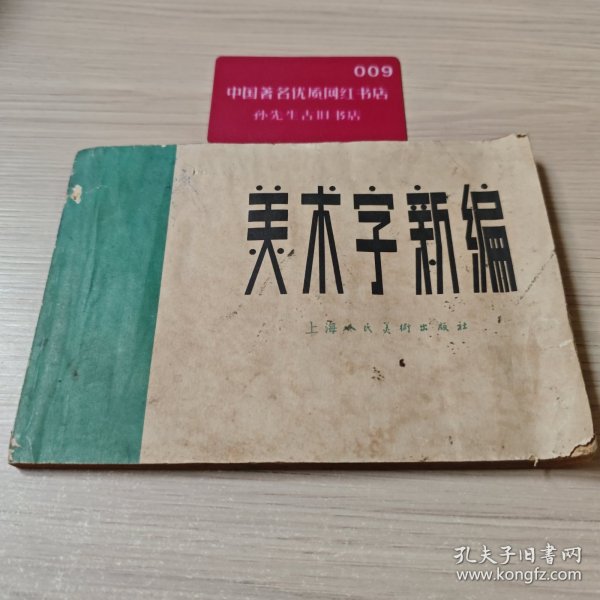 009
中国著名优质网红书店
孙先生古旧书店
美术字新编
上海人民美術出版社
孔夫子旧书网
www.kongfz.com